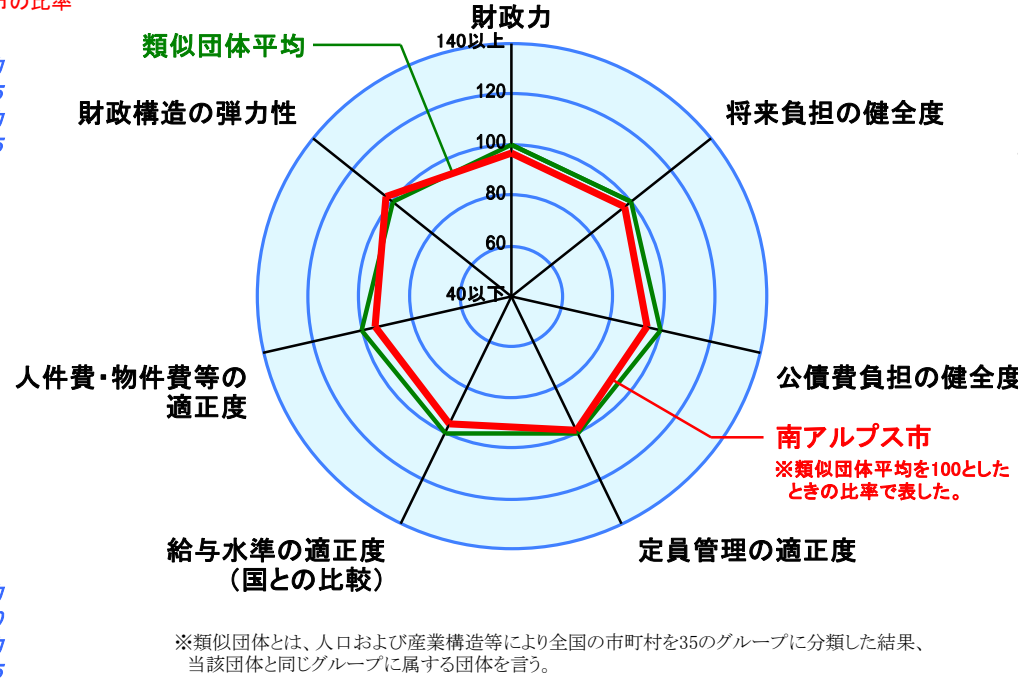 市の比率
財政力
140以上
類似団体平均
120
財政構造の弾力性
将来負担の健全度
100
80
60
40以下
人件費・物件費等の
適正度
公債費負担の健全度
南アルプス市
※類似団体平均を100とした
ときの比率で表した。
給与水準の適正度
（国との比較）
定員管理の適正度
※類似団体とは、人口および産業構造等により全国の市町村を35のグループに分類した結果、
当該団体と同じグループに属する団体を言う。